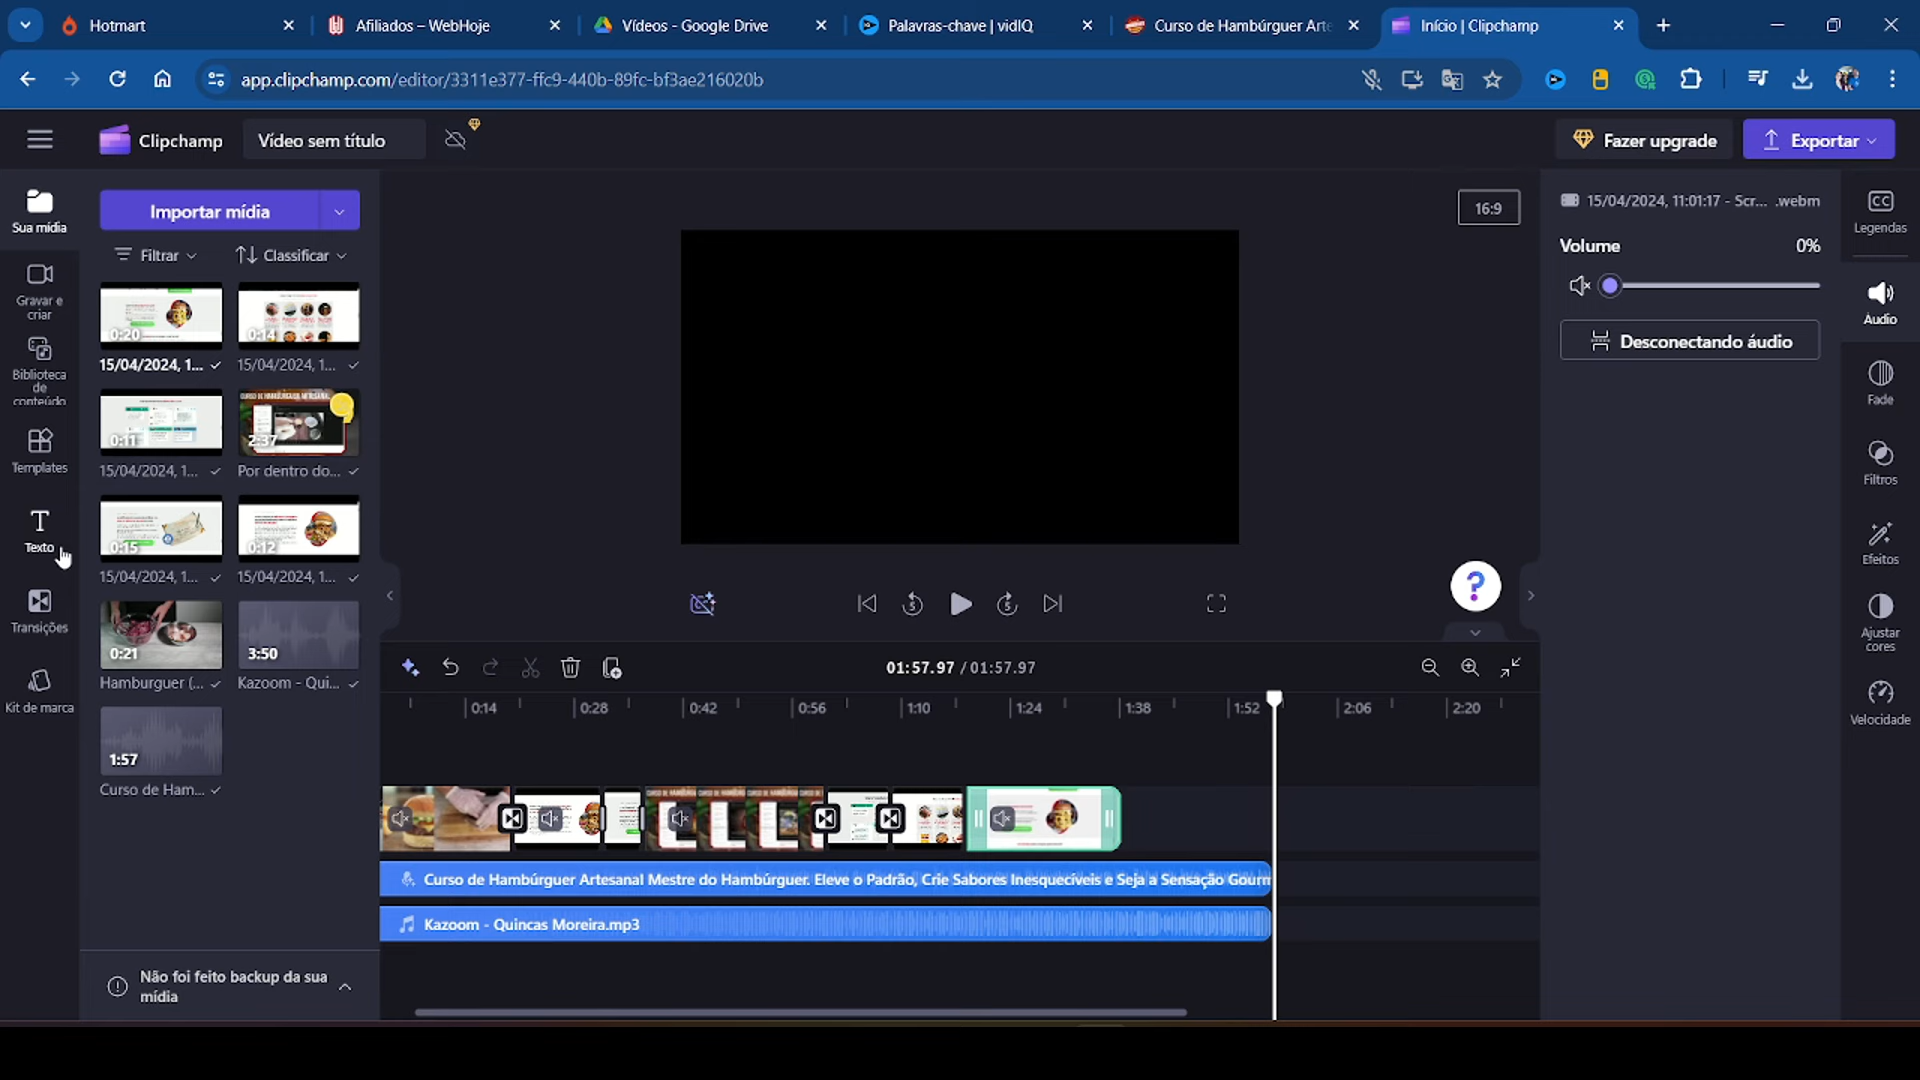 Hotmart
Afiliados – WebHoje
Vídeos - Google Drive
Palavras-chave | vidIQ
Curso de Hambúrguer Arte
Início | Clipchamp
app.clipchamp.com/editor/3311e377-ffc9-440b-89fc-bf3ae216020b
Clipchamp
Vídeo sem título
Fazer upgrade
Exportar
Sua mídia
Gravar e
criar
Biblioteca
de
conteúdo
Templates
Texto
Transições
Kit de marca
Importar mídia
Filtrar
Classificar
0:20
0:14
15/04/2024, 1...
15/04/2024, 1...
0:11
2:37
15/04/2024, 1...
Por dentro do...
0:15
0:12
15/04/2024, 1...
15/04/2024, 1...
0:21
3:50
Hamburguer (...
Kazoom - Qui...
1:57
Curso de Ham...
Não foi feito backup da sua
mídia
16:9
?
01:57.97 / 01:57.97
0:14
0:28
0:42
0:56
1:10
1:24
1:38
1:52
2:06
2:20
Curso de Hambúrguer Artesanal Mestre do Hambúrguer. Eleve o Padrão, Crie Sabores Inesquecíveis e Seja a Sensação Gourm
Kazoom - Quincas Moreira.mp3
15/04/2024, 11:01:17 - Scr... .webm
Volume
0%
Desconectando áudio
CC
Legendas
Áudio
Fade
Filtros
Efeitos
Ajustar
cores
Velocidade